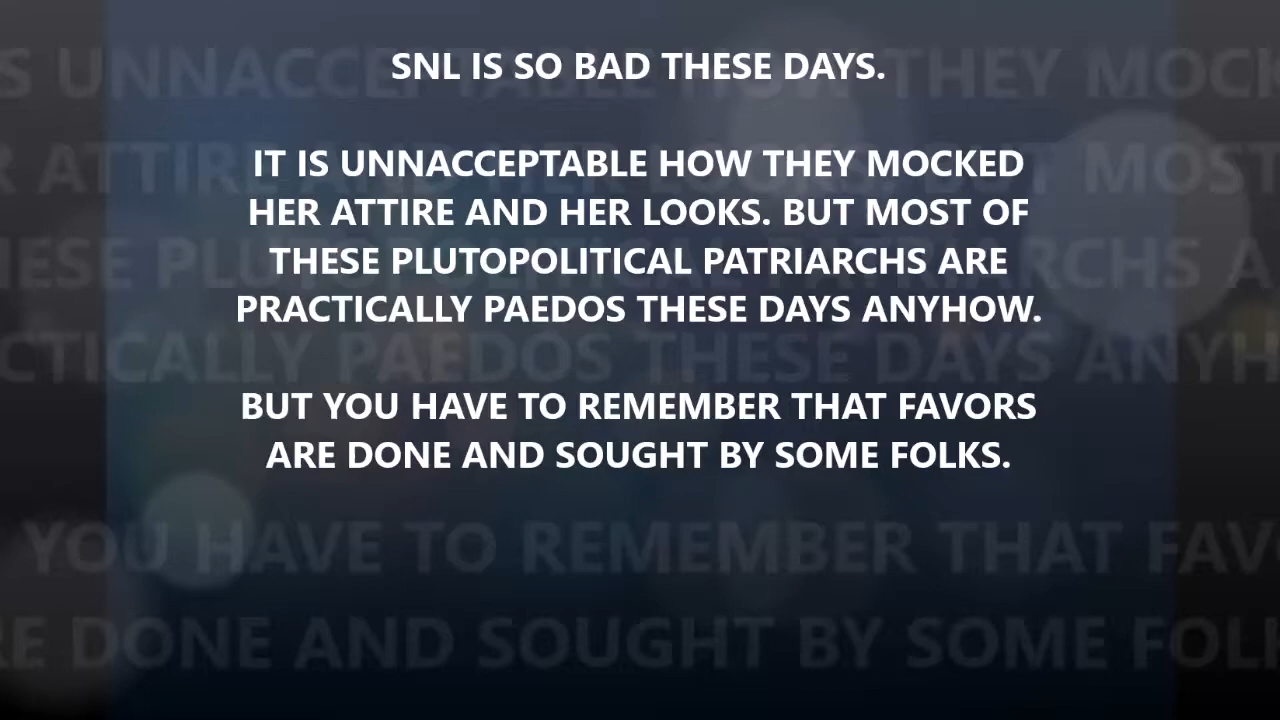 SNL IS SO BAD THESE DAYS.
IT IS UNNACCEPTABLE HOW THEY MOCKED
HER ATTIRE AND HER LOOKS. BUT MOST OF
THESE PLUTOPOLITICAL PATRIARCHS ARE
PRACTICALLY PAEDOS THESE DAYS ANYHOW.
BUT YOU HAVE TO REMEMBER THAT FAVORS
ARE DONE AND SOUGHT BY SOME FOLKS.